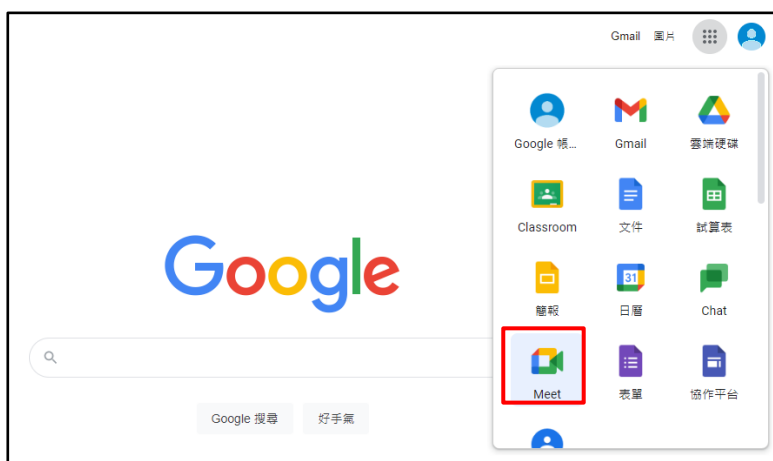 Gmail 圖片
Google 帳... Gmail 雲端硬碟
Classroom 文件 試算表
Google
31
簡報 日曆 Chat
Meet 表單 協作平台
Google 搜尋 好手氣